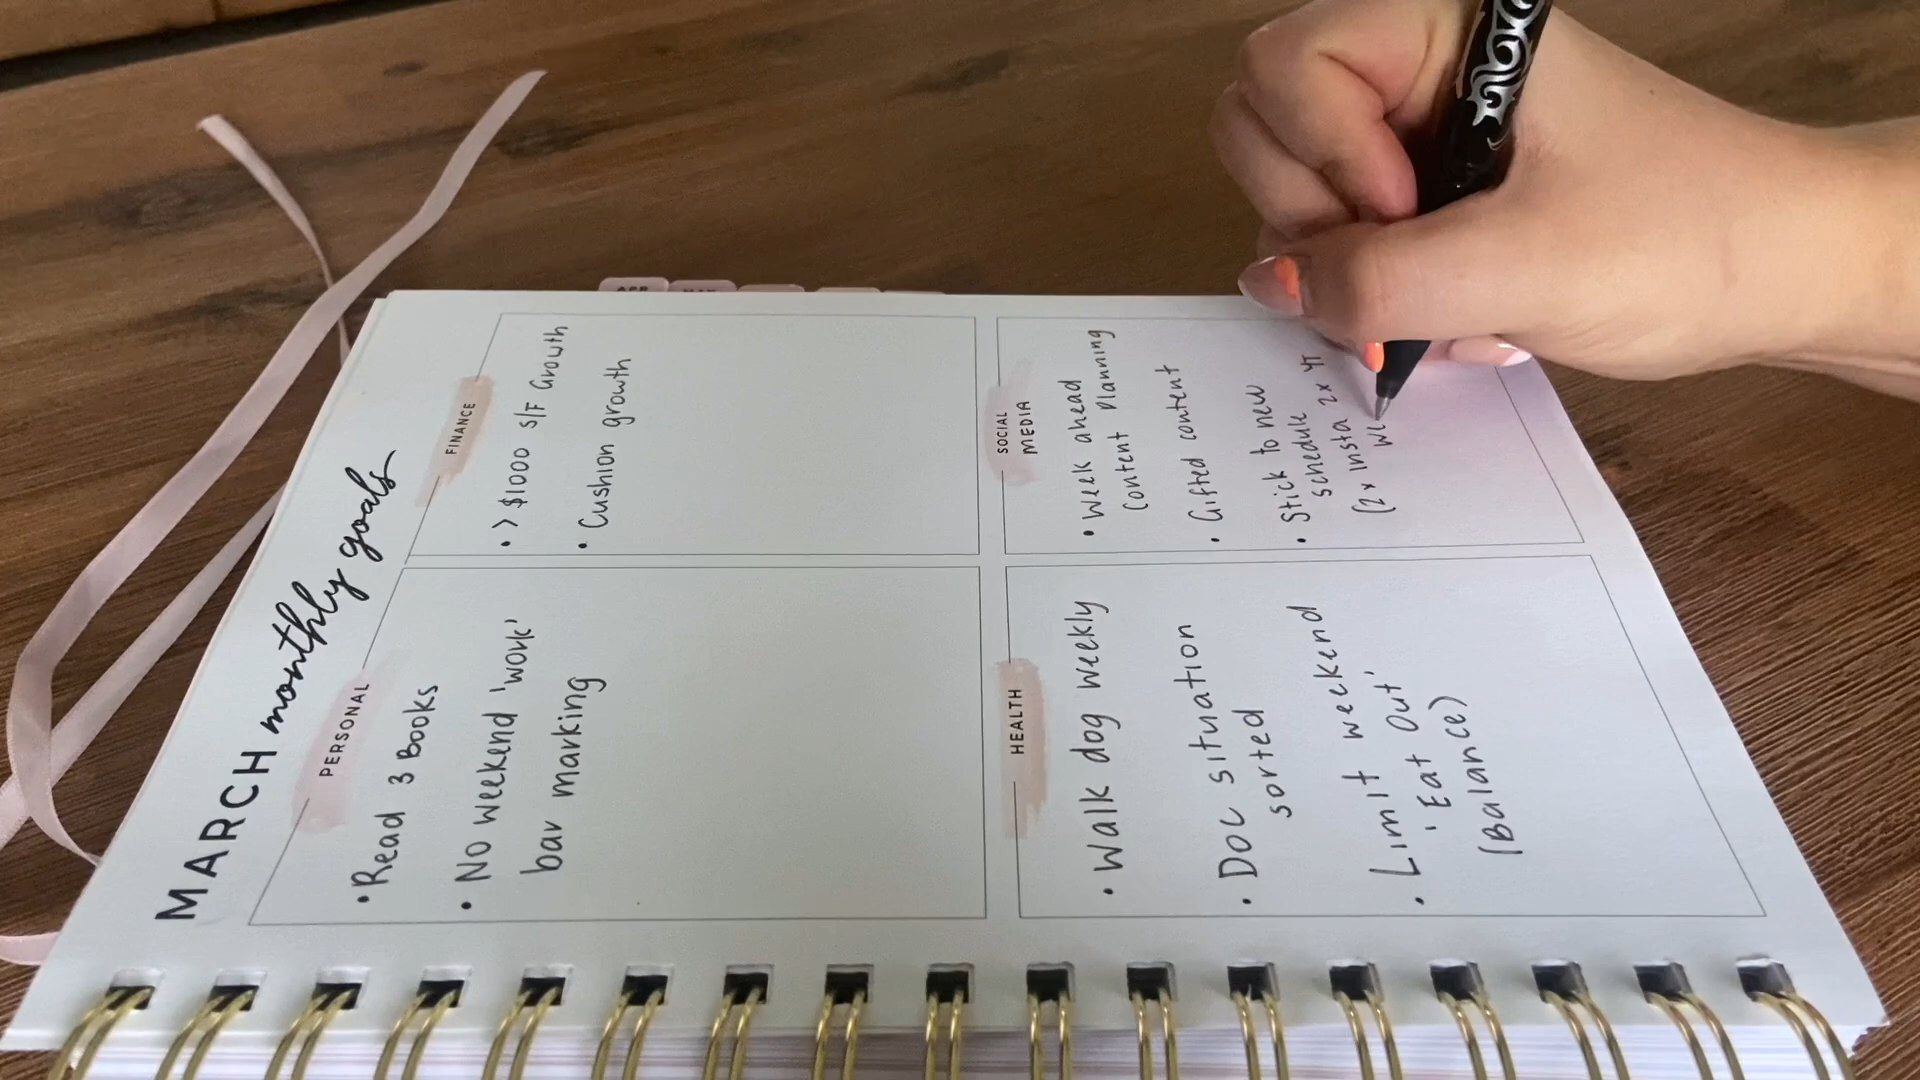 MARCH monthly goals
PERSONAL
• Read 3 Books
• No weekend 'work'
bar marking
FINANCE
• > $1000 S/F Growth
• Cushion growth
HEALTH
• Walk dog weekly
• Doc situation
sorted
• Limit weekend
'Eat Out'
(Balance)
SOCIAL
MEDIA
• Week ahead
content planning
• Gifted content
• Stick to new
schedule
(2 x insta 2x YT